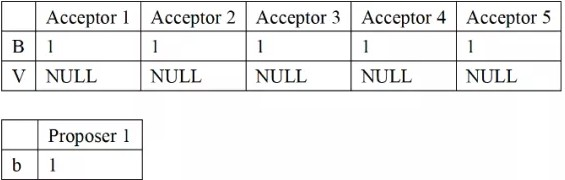 Acceptor 1 Acceptor 2 Acceptor 3 Acceptor 4 Acceptor 5
B 1 1 1 1 1
V NULL NULL NULL NULL NULL
Proposer 1
b 1